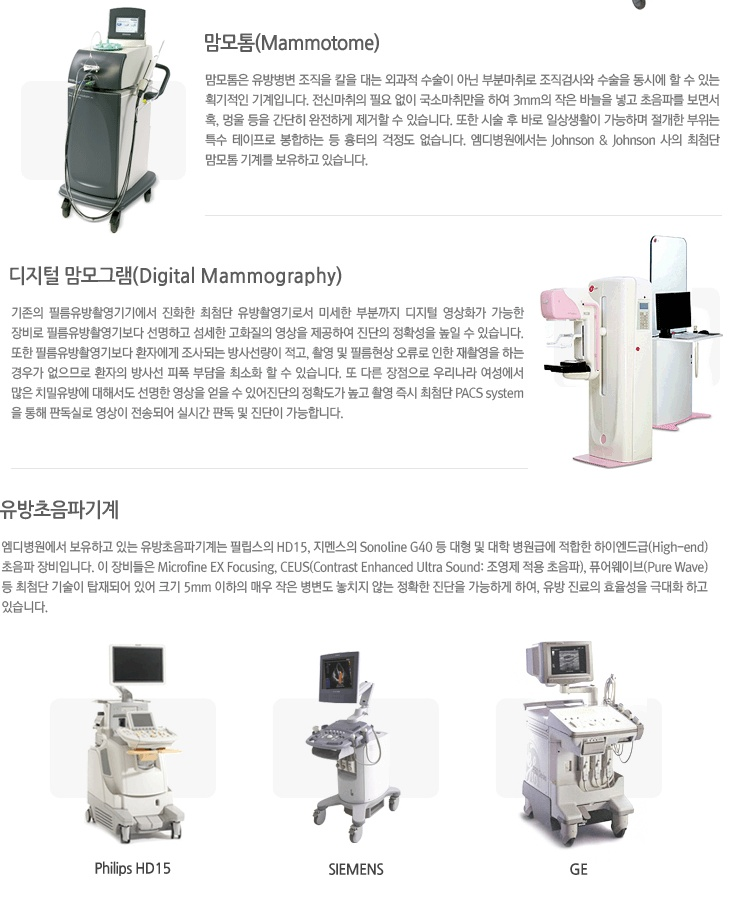 맘모톰(Mammotome)
맘모톰은 유방병변 조직을 칼을 대는 외과적 수술이 아닌 부분마취로 조직검사와 수술을 동시에 할 수 있는
획기적인 기계입니다. 전신마취의 필요 없이 국소마취만을 하여 3mm의 작은 바늘을 넣고 초음파를 보면서
혹, 멍울 등을 간단히 완전하게 제거할 수 있습니다. 또한 시술 후 바로 일상생활이 가능하며 절개한 부위는
특수 테이프로 봉합하는 등 흉터의 걱정도 없습니다. 엠디병원에서는 Johnson & Johnson 사의 최첨단
맘모톰 기계를 보유하고 있습니다.
디지털 맘모그램(Digital Mammography)
기존의 필름유방촬영기기에서 진화한 최첨단 유방촬영기로서 미세한 부분까지 디지털 영상화가 가능한
장비로 필름유방촬영기보다 선명하고 섬세한 고화질의 영상을 제공하여 진단의 정확성을 높일 수 있습니다.
또한 필름유방촬영기보다 환자에게 조사되는 방사선량이 적고, 촬영 및 필름현상 오류로 인한 재촬영을 하는
경우가 없으므로 환자의 방사선 피폭 부담을 최소화 할 수 있습니다. 또 다른 장점으로 우리나라 여성에서
많은 치밀유방에 대해서도 선명한 영상을 얻을 수 있어진단의 정확도가 높고 촬영 즉시 최첨단 PACS system
을 통해 판독실로 영상이 전송되어 실시간 판독 및 진단이 가능합니다.
유방초음파기계
엠디병원에서 보유하고 있는 유방초음파기계는 필립스의 HD15, 지멘스의 Sonoline G40 등 대형 및 대학 병원급에 적합한 하이엔드급(High-end)
초음파 장비입니다. 이 장비들은 Microfine EX Focusing, CEUS(Contrast Enhanced Ultra Sound: 조영제 적용 초음파), 퓨어웨이브(Pure Wave)
등 최첨단 기술이 탑재되어 있어 크기 5mm 이하의 매우 작은 병변도 놓치지 않는 정확한 진단을 가능하게 하여, 유방 진료의 효율성을 극대화 하고
있습니다.
Philips HD15
SIEMENS
GE